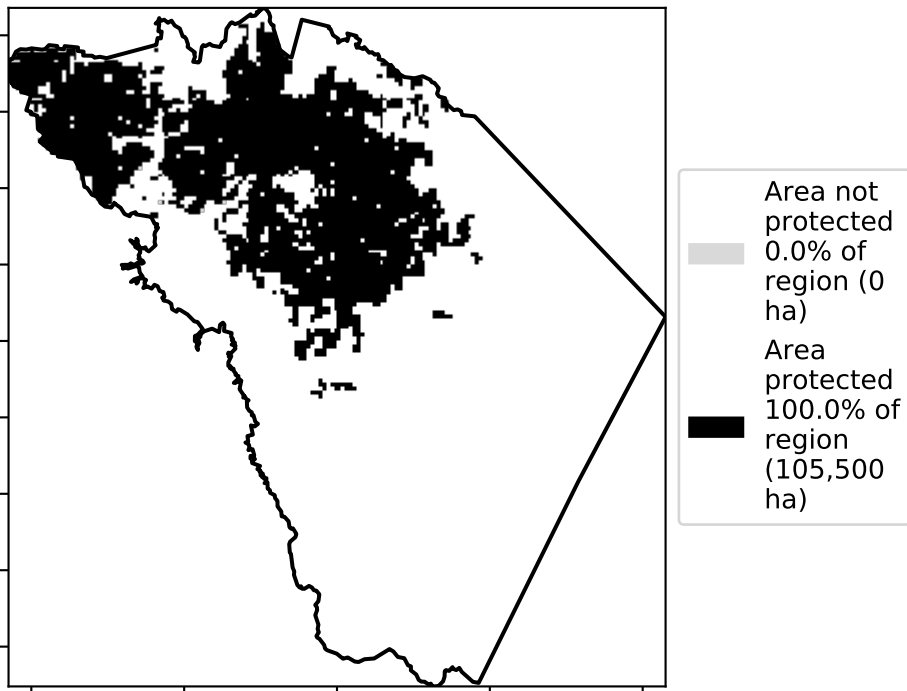 Area not
protected
0.0% of
region (0
ha)
Area
protected
100.0% of
region
(105,500
ha)